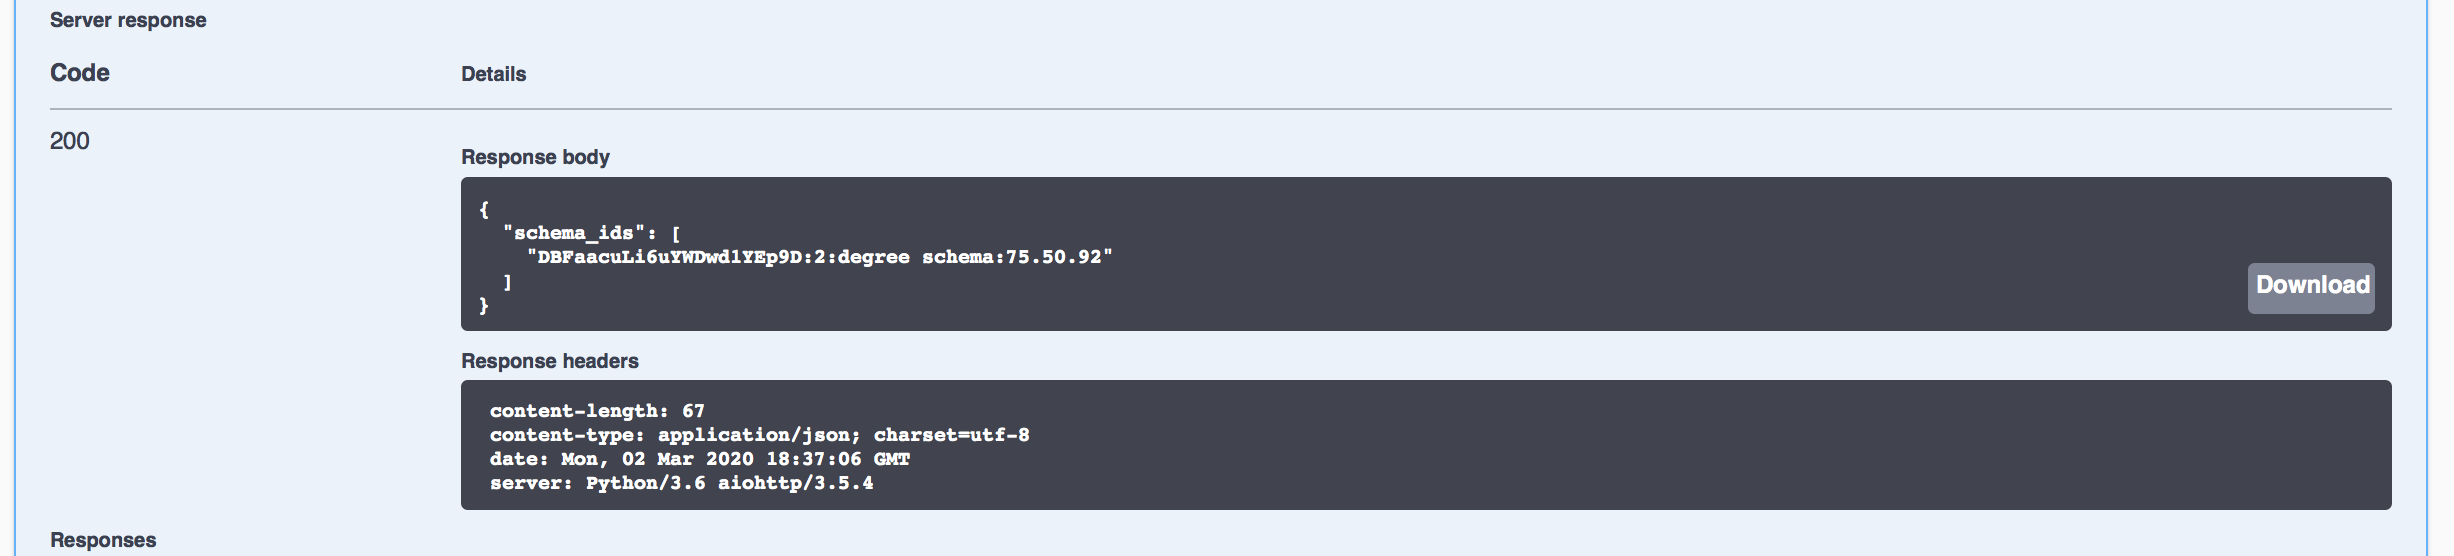 Server response
Code Details
200
Response body
{
"schema_ids": [
"DBFaacuLi6uYWDwd1YEp9D:2:degree schema:75.50.92"
]
}
Download
Response headers
content-length: 67
content-type: application/json; charset=utf-8
date: Mon, 02 Mar 2020 18:37:06 GMT
server: Python/3.6 aiohttp/3.5.4
Responses